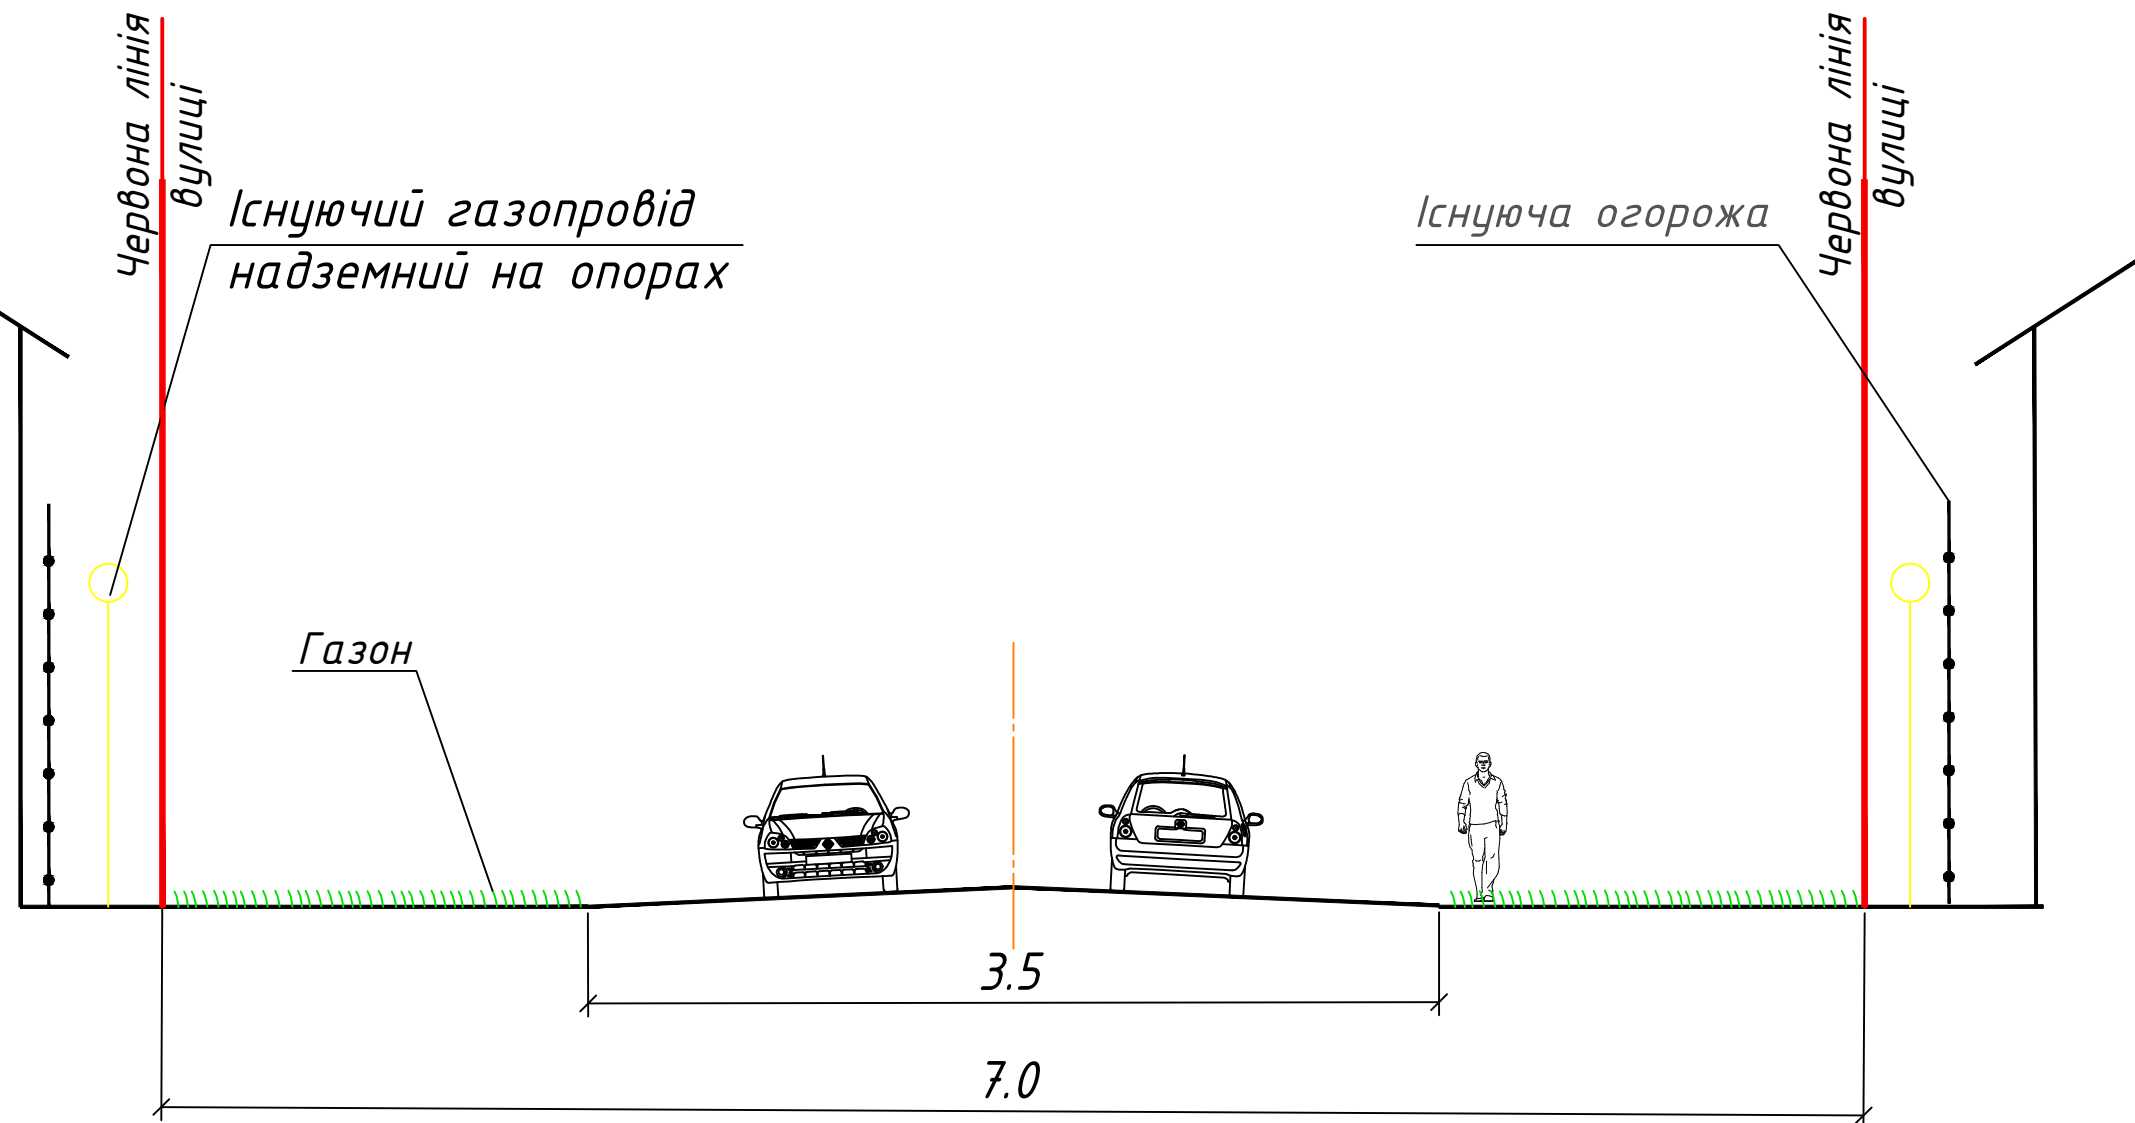 Червона лінія
вулиці
Існуючий газопровід
надземний на опорах
Існуюча огорожа
Червона лінія
вулиці
Газон
3.5
7.0